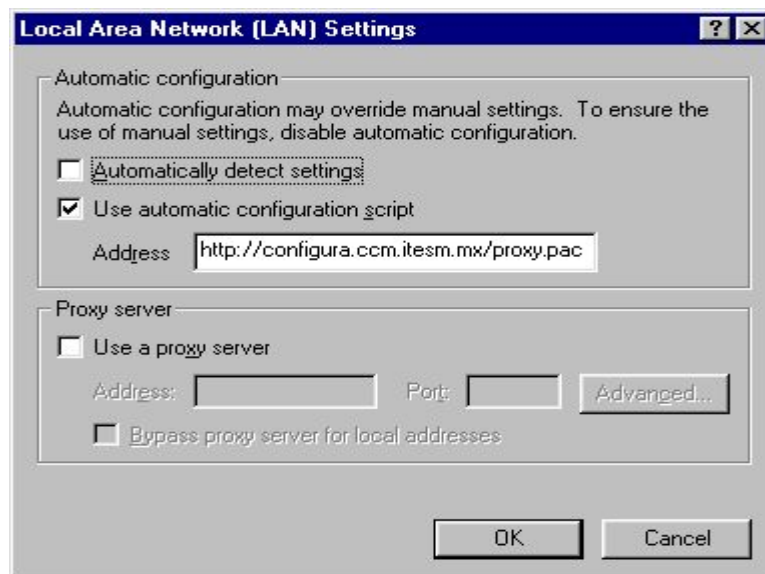 Local Area Network (LAN) Settings
Automatic configuration
Automatic configuration may override manual settings. To ensure the
use of manual settings, disable automatic configuration.
Automatically detect settings
Use automatic configuration script
Address http://configura.ccm.itesm.mx/proxy.pac
Proxy server
Use a proxy server
Address: Port: Advanced...
Bypass proxy server for local addresses
OK Cancel